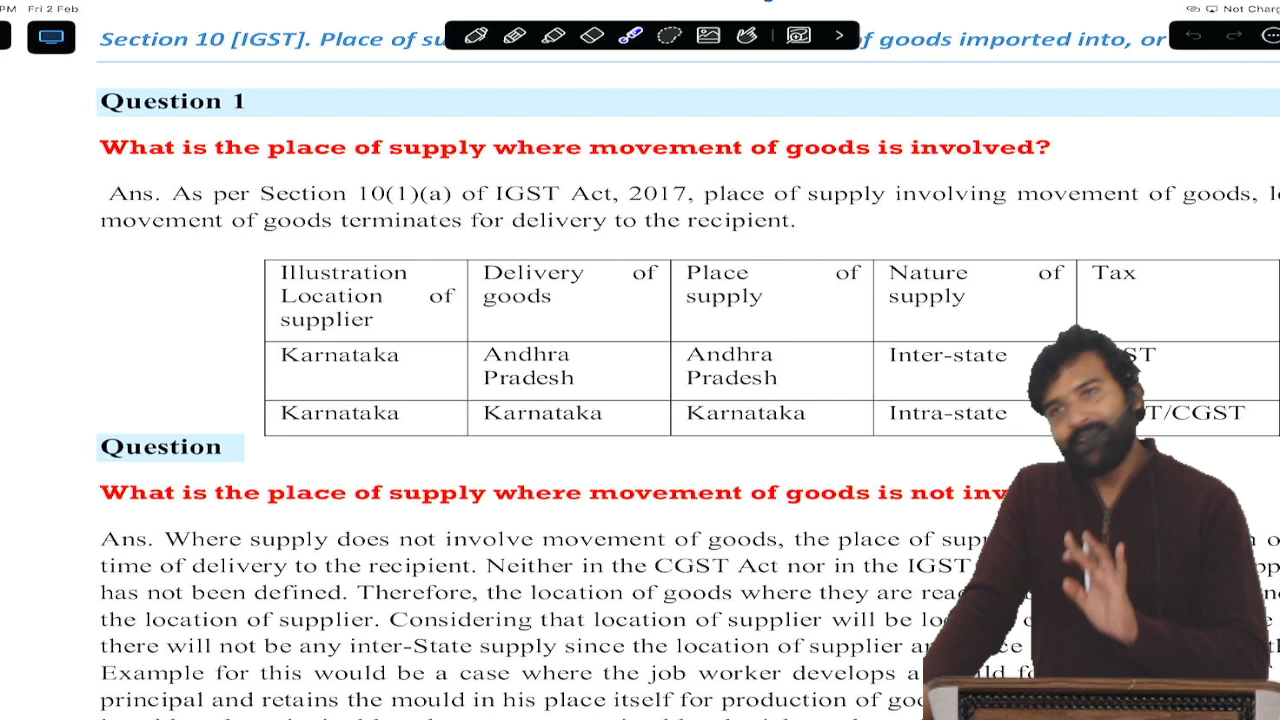 PM Fri 2 Feb
Not Charg
Section 10 [IGST]. Place of su of goods imported into, or
Question 1
What is the place of supply where movement of goods is involved?
Ans. As per Section 10(1)(a) of IGST Act, 2017, place of supply involving movement of goods, l
movement of goods terminates for delivery to the recipient.
Illustration Location of supplier | Delivery of goods | Place of supply | Nature of supply | Tax
Karnataka | Andhra Pradesh | Andhra Pradesh | Inter-state | ST
Karnataka | Karnataka | Karnataka | Intra-state | T/CGST
Question
What is the place of supply where movement of goods is not inv
Ans. Where supply does not involve movement of goods, the place of sup
time of delivery to the recipient. Neither in the CGST Act nor in the IGST
has not been defined. Therefore, the location of goods where they are rea
the location of supplier. Considering that location of supplier will be lo
there will not be any inter-State supply since the location of supplier a
Example for this would be a case where the job worker develops a
principal and retains the mould in his place itself for production of goo